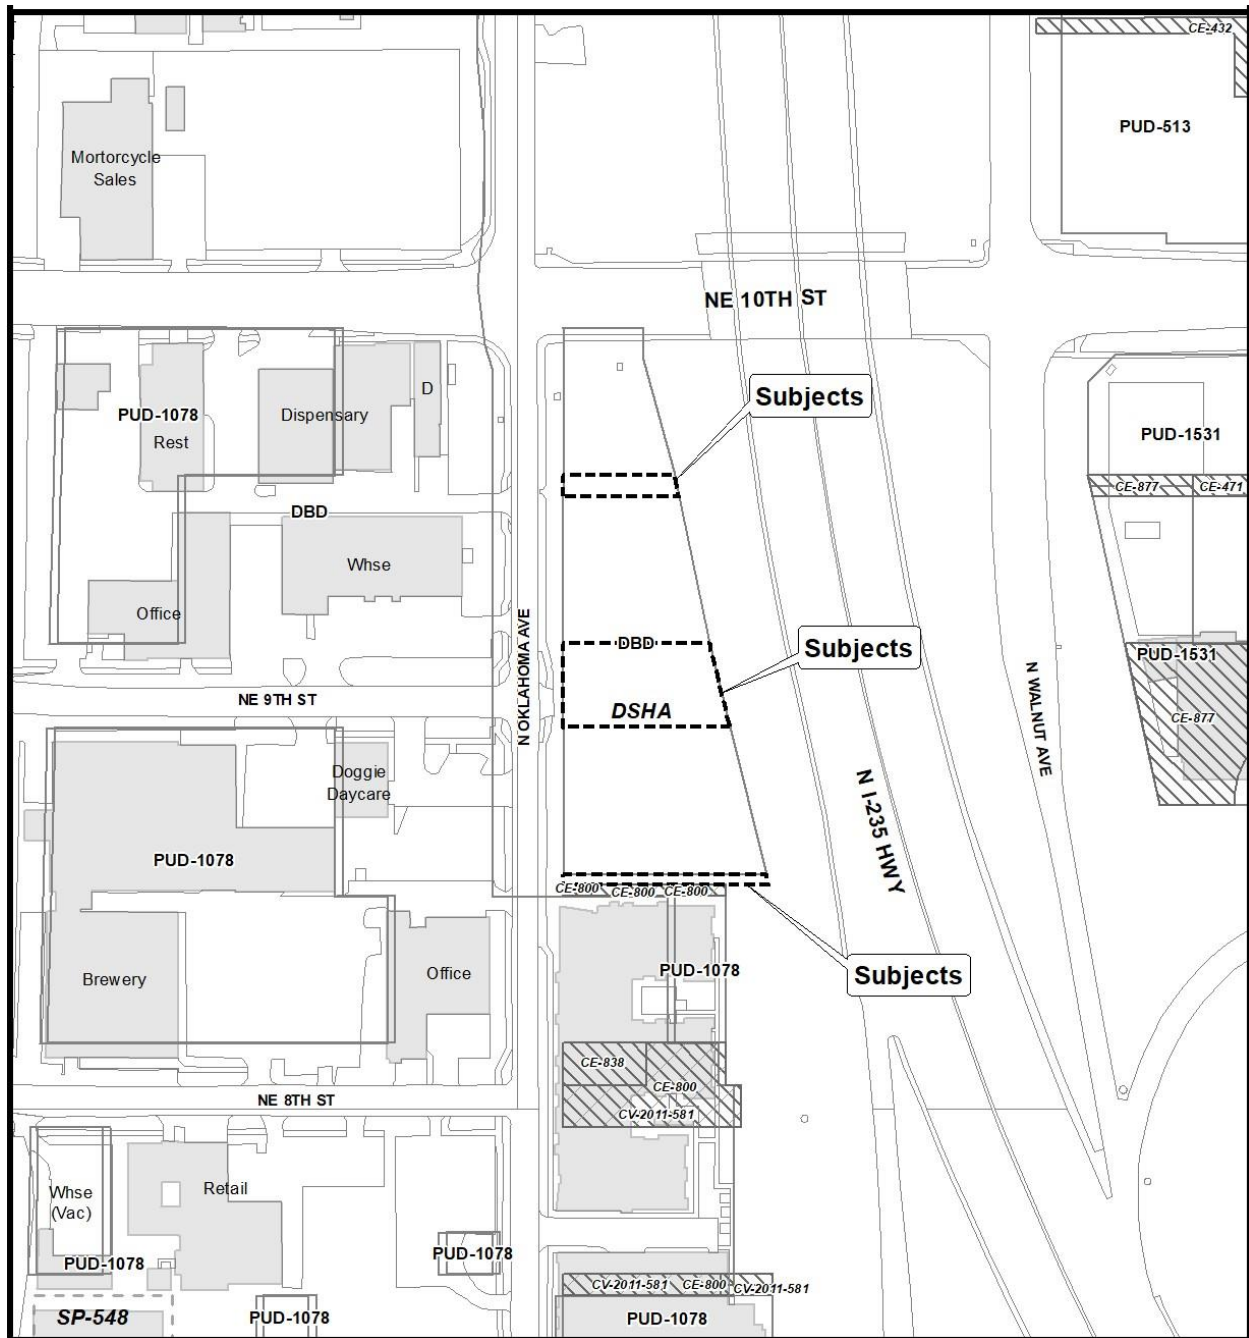 CE-432
PUD-513
Mortorcycle
Sales
NE 10TH ST
Subjects
D
PUD-1078
Dispensary
Rest
PUD-1531
CE-877
CE-471
DBD
Whse
Office
N OKLAHOMA AVE
DBD
Subjects
PUD-1531
N WALNUT AVE
NE 9TH ST
DSHA
CE-877
Doggie
Daycare
N I-235 HWY
PUD-1078
CE-800
CE-800
CE-800
Brewery
Office
PUD-1078
Subjects
CE-838
CE-800
NE 8TH ST
CV-2011-581
Whse
(Vac)
Retail
PUD-1078
PUD-1078
CV-2011-581
CE-800
CV-2011-581
SP-548
PUD-1078
PUD-1078